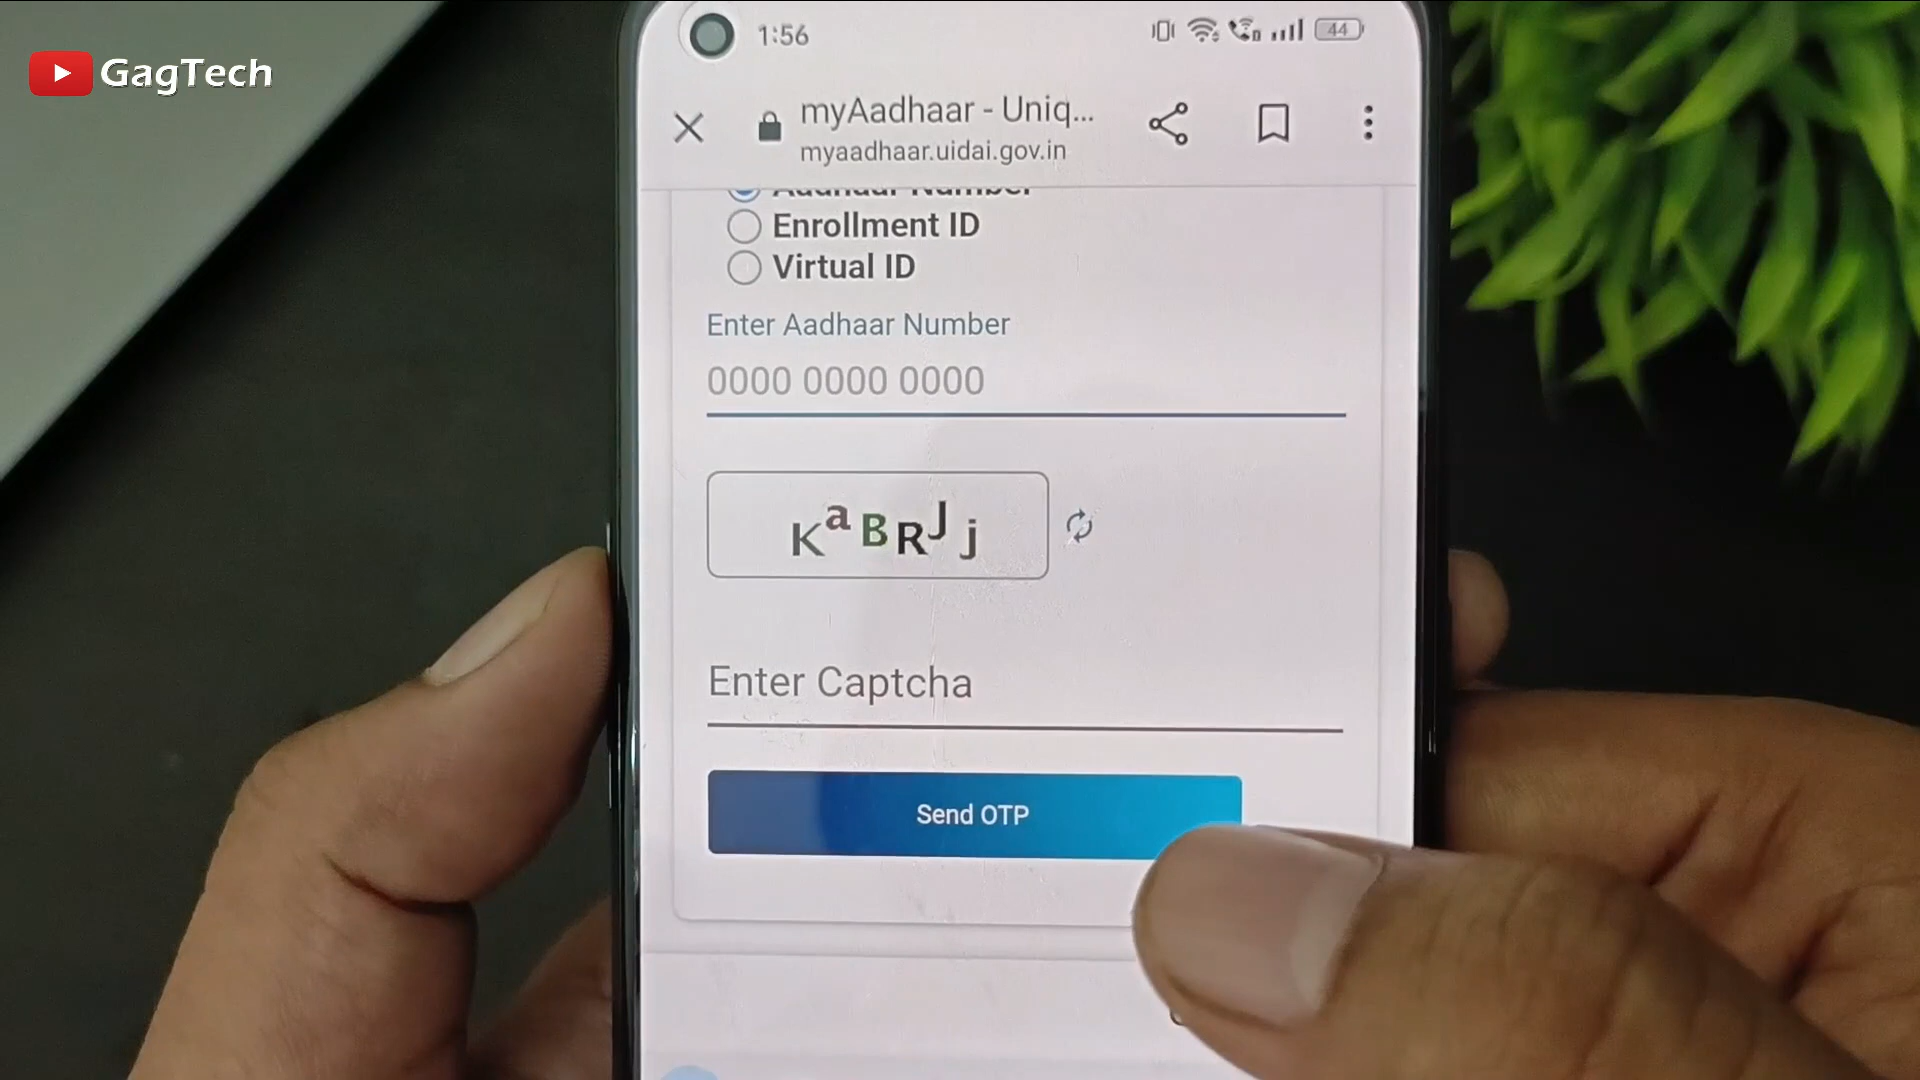 GagTech
1:56
44
myAadhaar - Uniq...
myaadhaar.uidai.gov.in
Aadhaar Number
Enrollment ID
Virtual ID
Enter Aadhaar Number
0000 0000 0000
KaBRJj
Enter Captcha
Send OTP